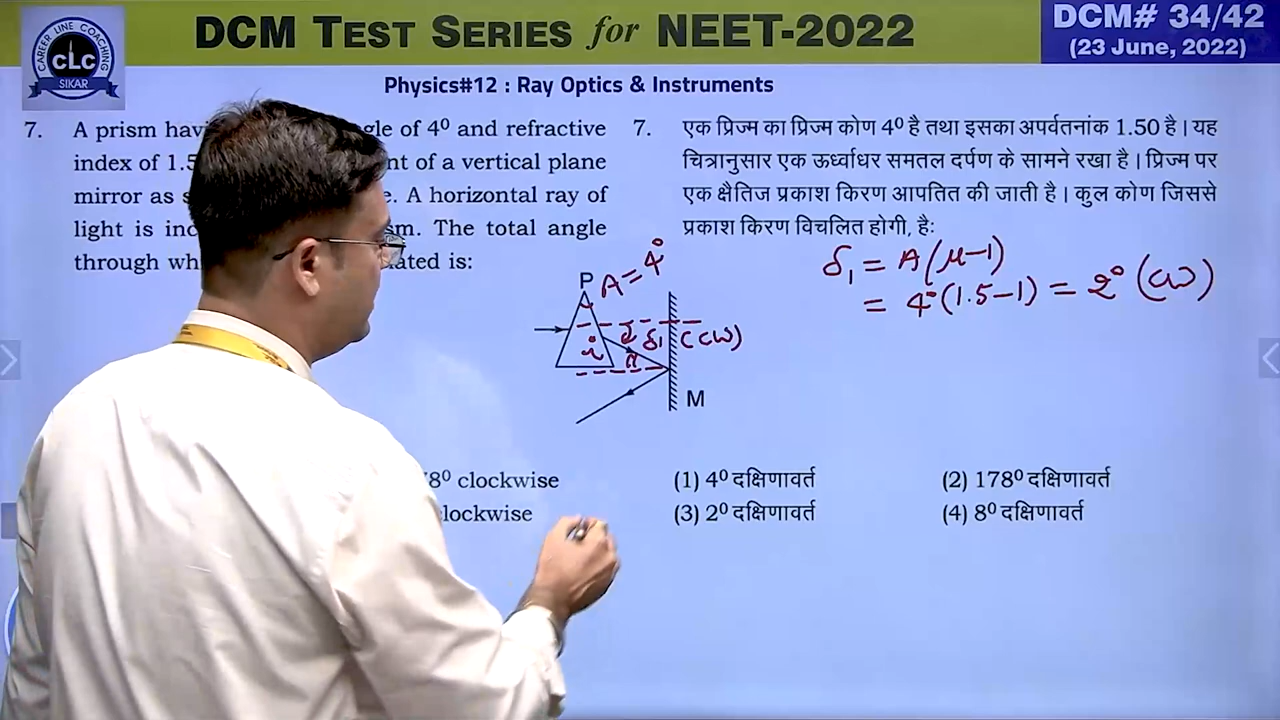 DCM TEST SERIES for NEET-2022
DCM# 34/42
(23 June, 2022)
CAREER LINE COACHING
CLC
SIKAR
Physics#12 : Ray Optics & Instruments
7. A prism hav gle of 4⁰ and refractive
index of 1.5 nt of a vertical plane
mirror as s e. A horizontal ray of
light is inc sm. The total angle
through wh ated is:
7. एक प्रिज्म का प्रिज्म कोण 4⁰ है तथा इसका अपर्वतनांक 1.50 है। यह
चित्रानुसार एक ऊर्ध्वाधर समतल दर्पण के सामने रखा है। प्रिज्म पर
एक क्षैतिज प्रकाश किरण आपतित की जाती है। कुल कोण जिससे
प्रकाश किरण विचलित होगी, है:
δ₁ = A(μ-1)
= 4°(1.5-1) = 2° (CW)
P
A = 4°
δ₁
(CW)
i
M
78⁰ clockwise
lockwise
(1) 4⁰ दक्षिणावर्त
(2) 178⁰ दक्षिणावर्त
(3) 2⁰ दक्षिणावर्त
(4) 8⁰ दक्षिणावर्त